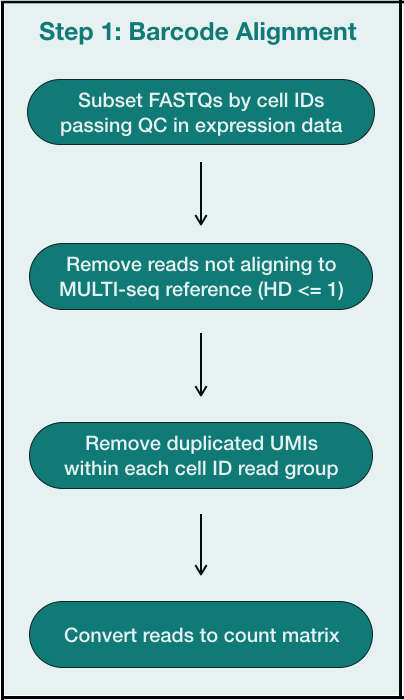 Step 1: Barcode Alignment
Subset FASTQs by cell IDs
passing QC in expression data
Remove reads not aligning to
MULTI-seq reference (HD <= 1)
Remove duplicated UMIs
within each cell ID read group
Convert reads to count matrix